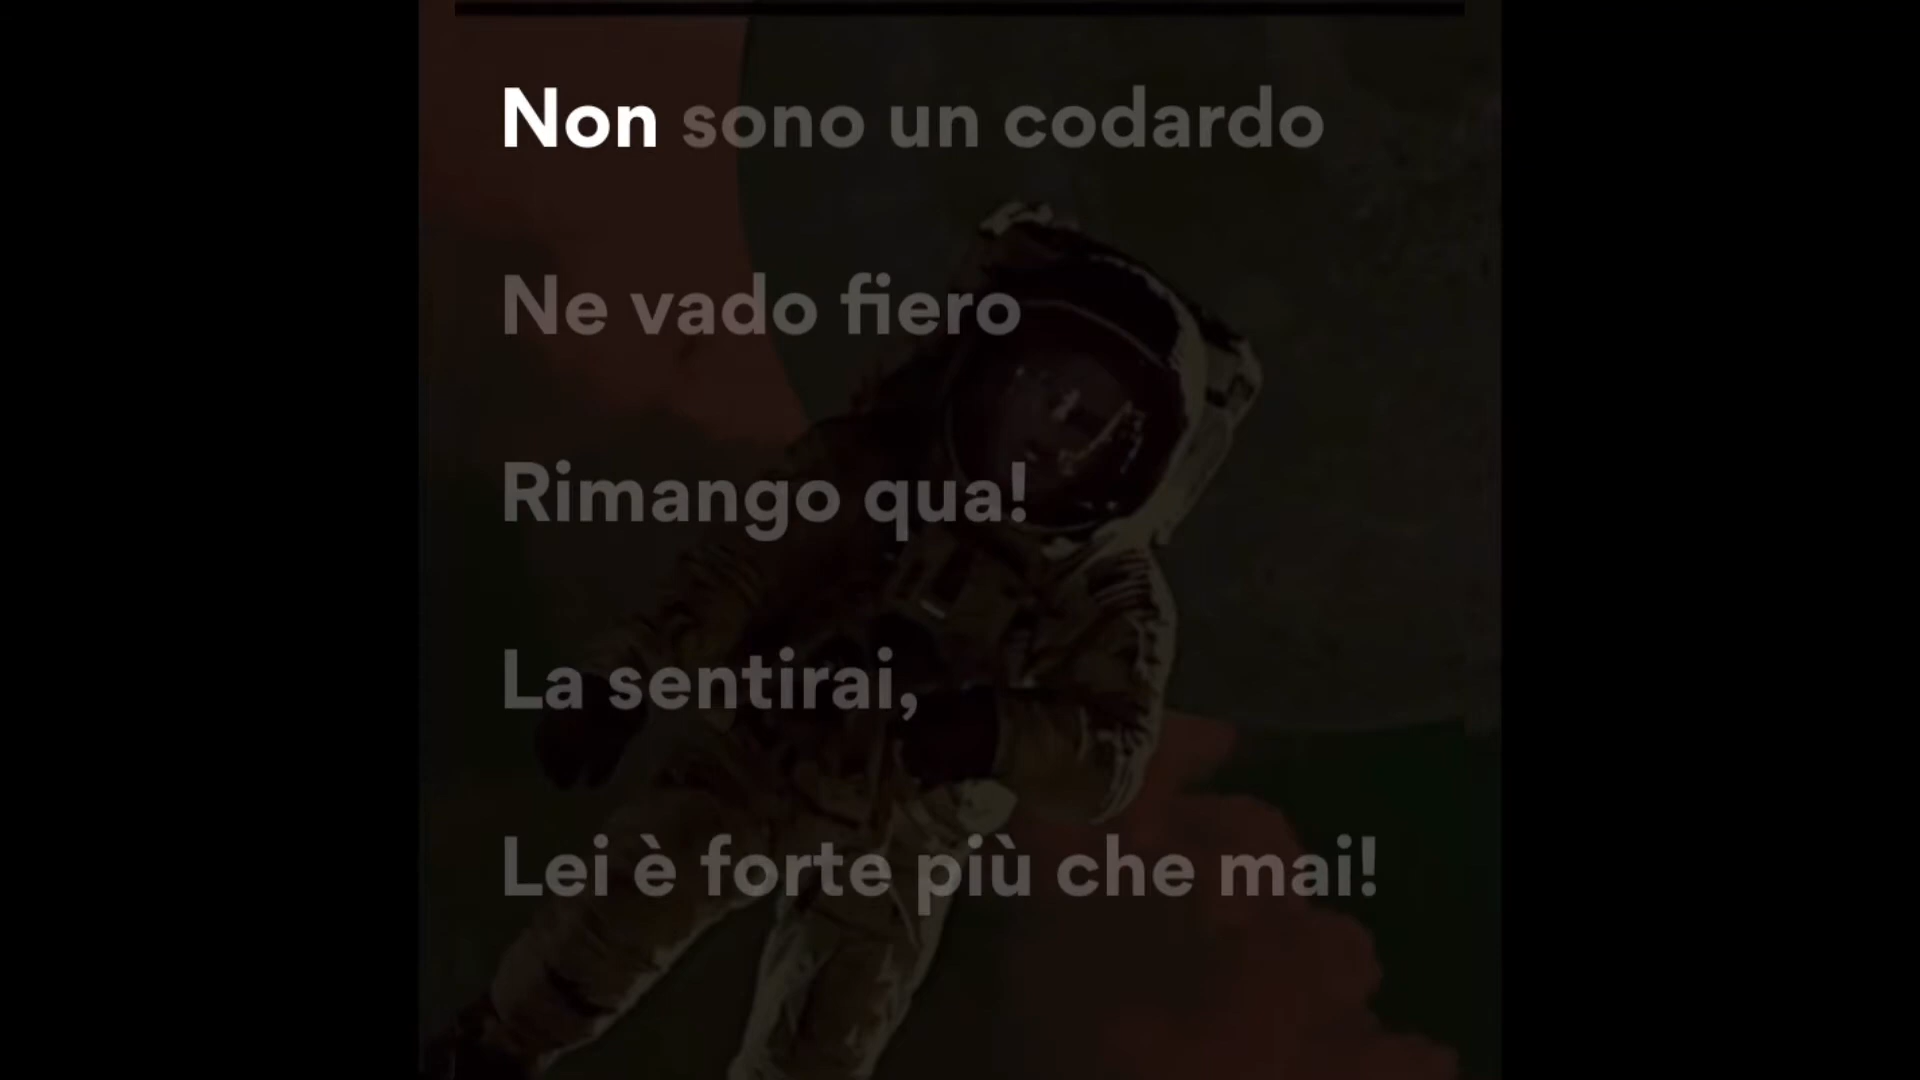 Non sono un codardo
Ne vado fiero
Rimango qua!
La sentirai,
Lei è forte più che mai!